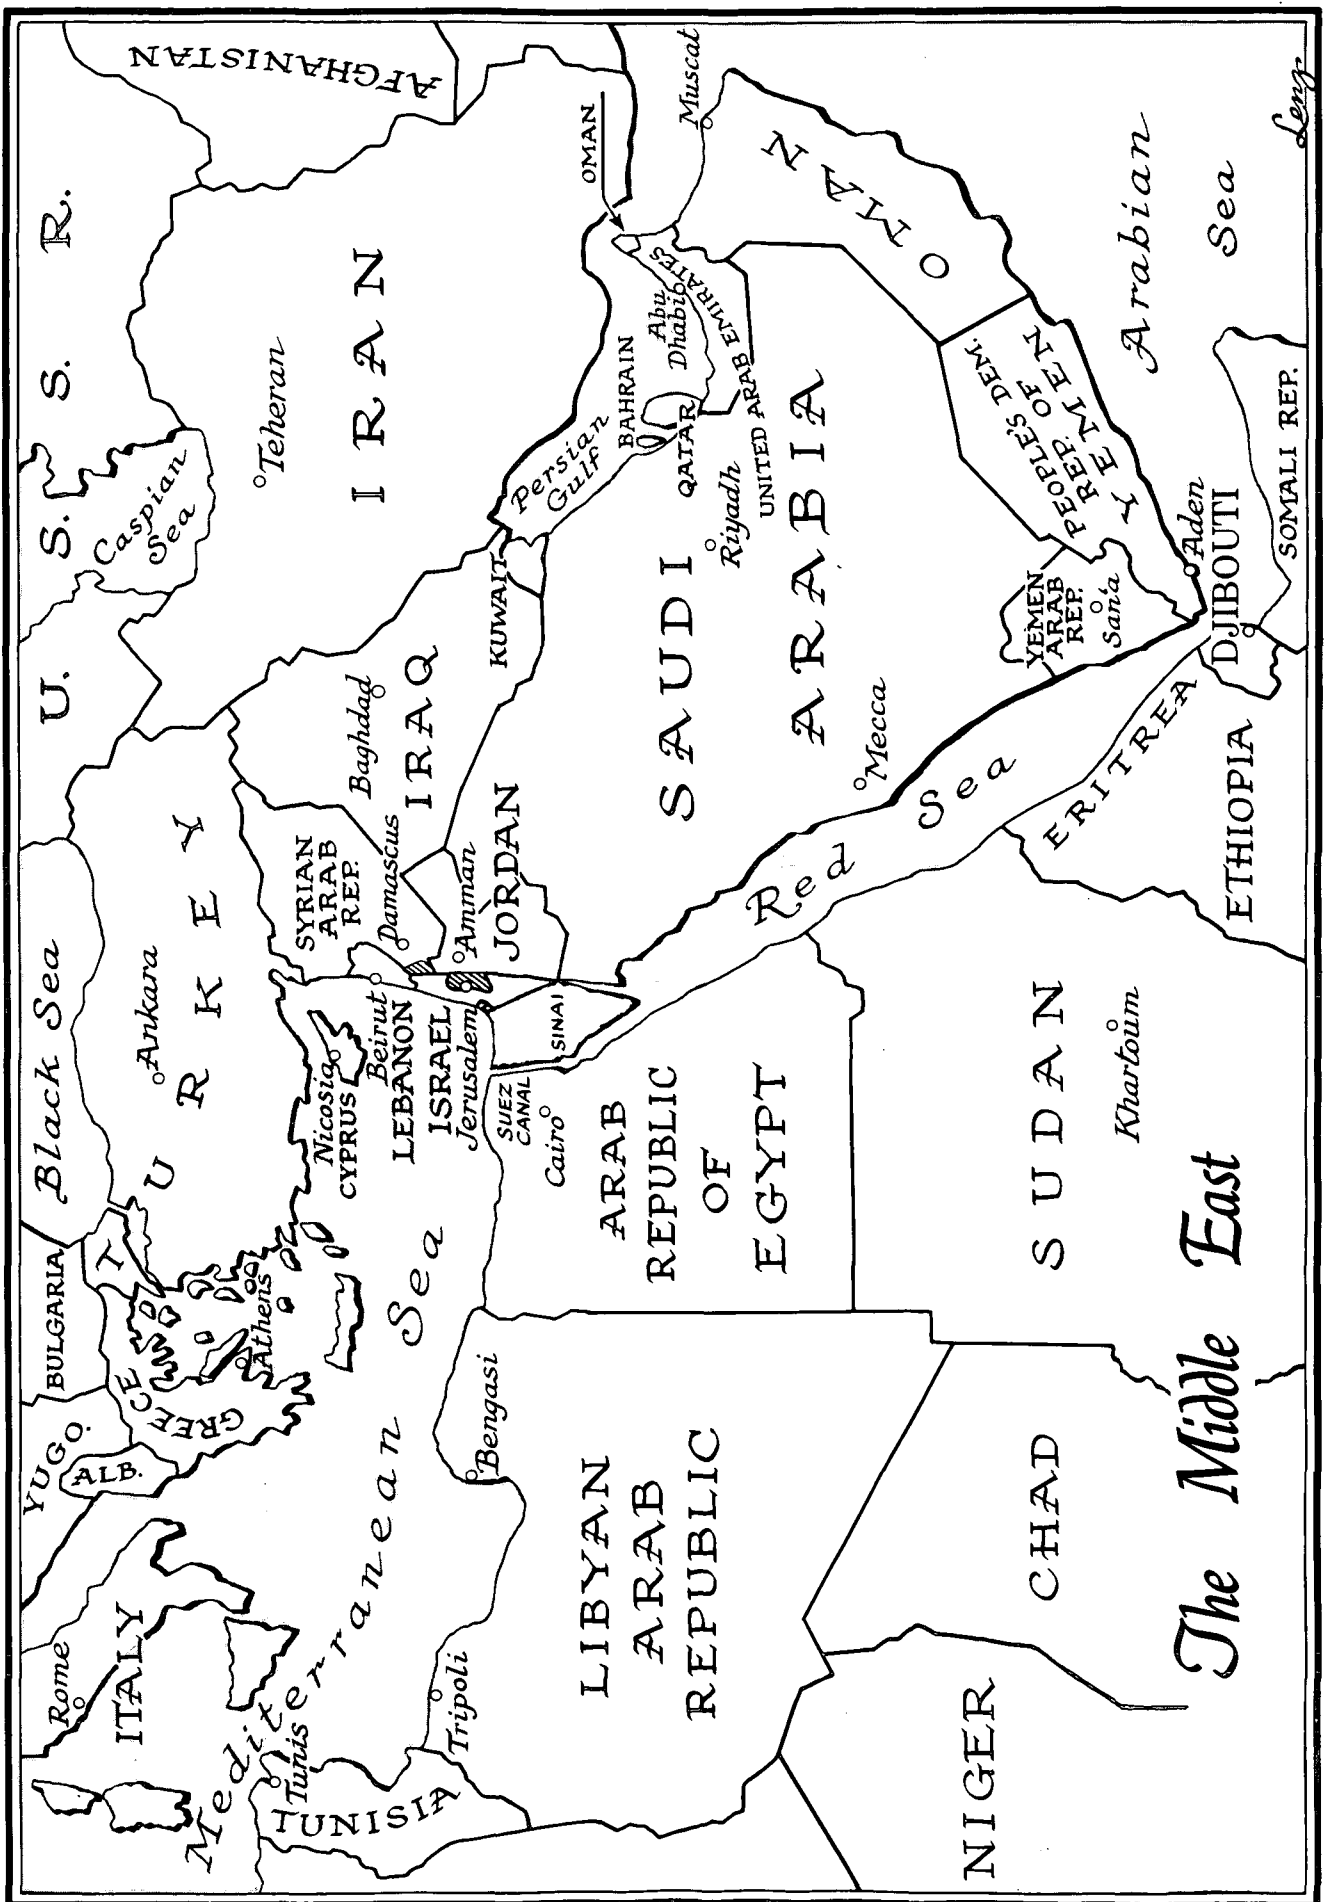 The Middle East
Lenz
U. S. S. R.
AFGHANISTAN
Black Sea
Caspian
Sea
BULGARIA
YUGO.
ALB.
GREECE
Athens
T
ITALY
Rome
TURKEY
Ankara
Mediterranean Sea
Nicosia
CYPRUS
Beirut
LEBANON
ISRAEL
Jerusalem
SYRIAN
ARAB
REP.
Damascus
Amman
JORDAN
Baghdad
IRAQ
Teheran
IRAN
KUWAIT
Persian
Gulf
BAHRAIN
QATAR
Abu
Dhabi
UNITED ARAB EMIRATES
OMAN
Muscat
OMAN
SAUDI
ARABIA
Riyadh
Mecca
PEOPLE'S DEM.
REP. OF
YEMEN
Aden
YEMEN
ARAB
REP.
San'a
Arabian
Sea
Red Sea
SINAI
SUEZ
CANAL
Cairo
ARAB
REPUBLIC
OF
EGYPT
Tunis
TUNISIA
Tripoli
Bengasi
LIBYAN
ARAB
REPUBLIC
NIGER
CHAD
SUDAN
Khartoum
ERITREA
ETHIOPIA
DJIBOUTI
SOMALI REP.